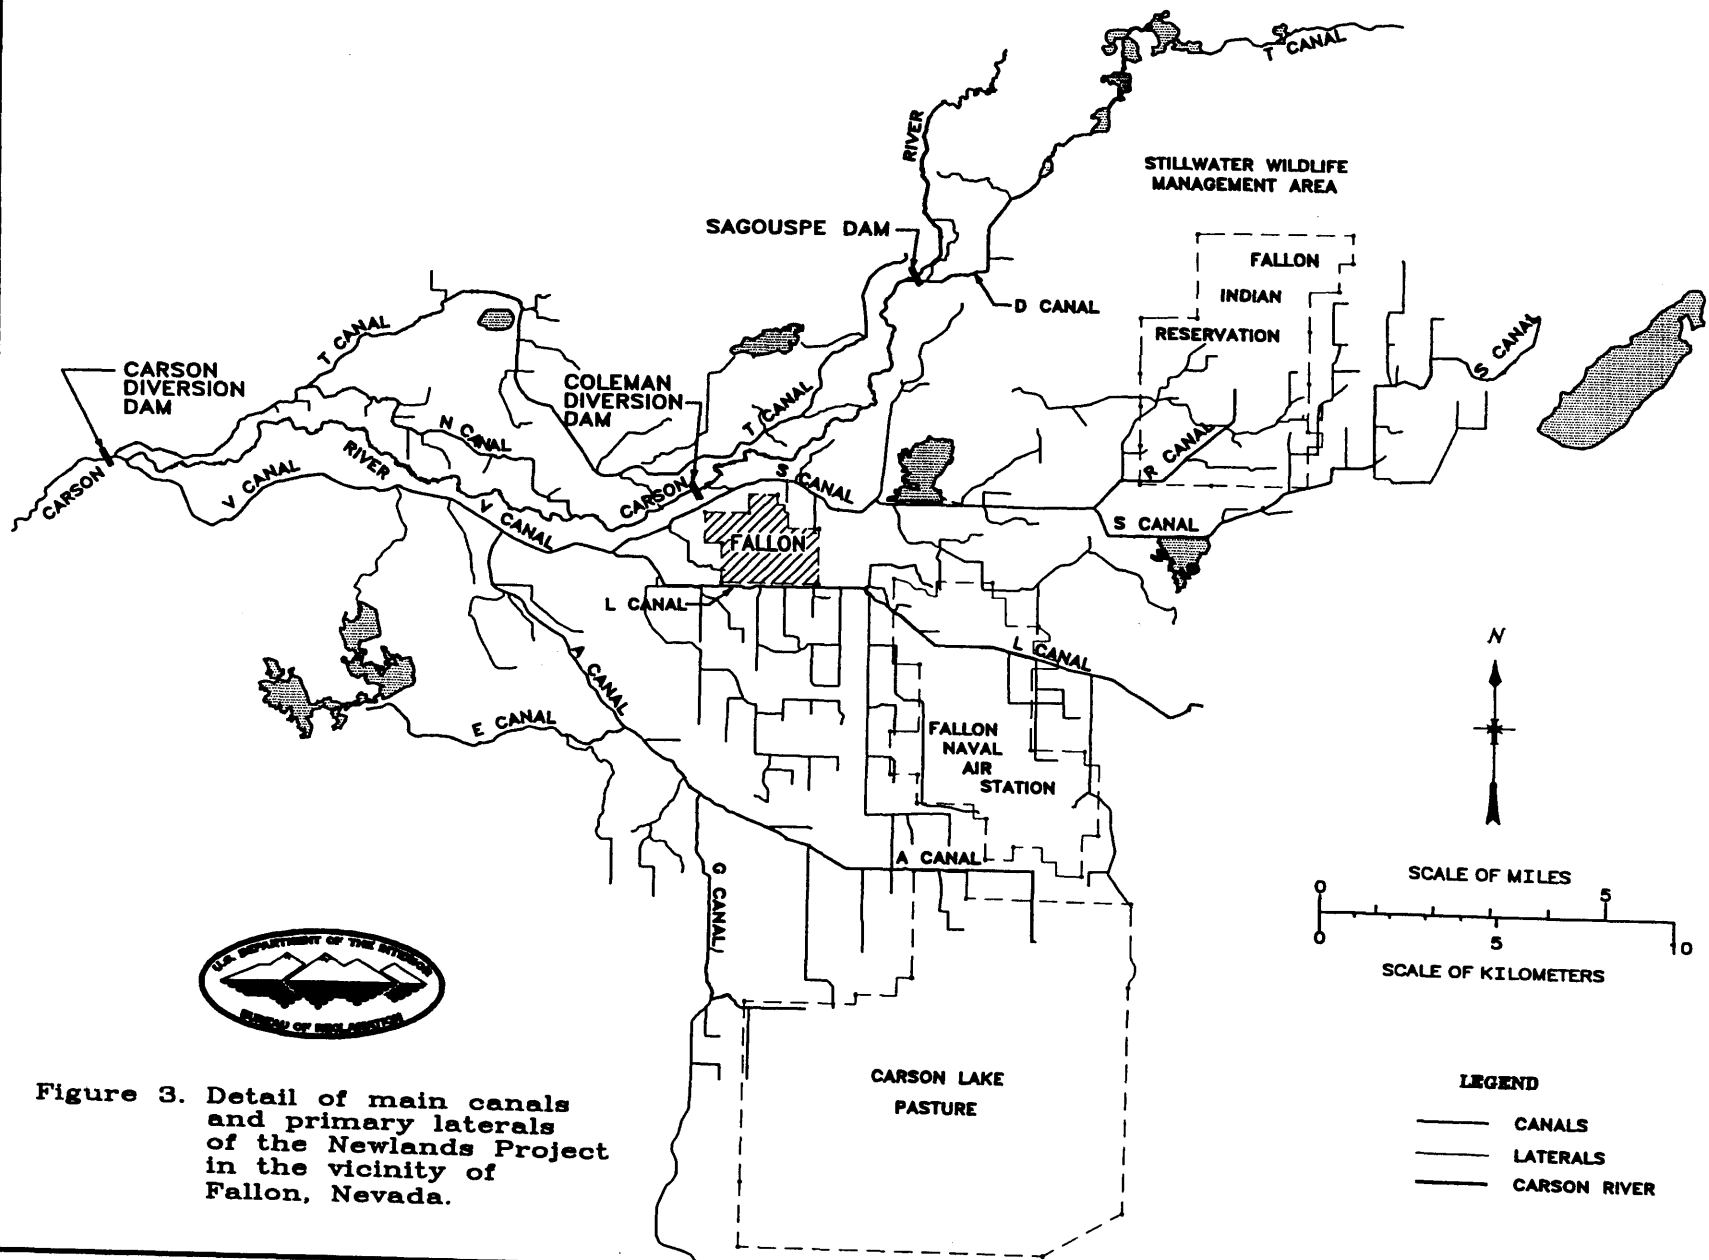 T CANAL
RIVER
STILLWATER WILDLIFE
MANAGEMENT AREA
SAGOUSPE DAM
FALLON
INDIAN
RESERVATION
D CANAL
T CANAL
S CANAL
CARSON
DIVERSION
DAM
COLEMAN
DIVERSION
DAM
T CANAL
N CANAL
R CANAL
RIVER
V CANAL
CARSON
CARSON
S CANAL
V CANAL
S CANAL
FALLON
L CANAL
N
L CANAL
A CANAL
E CANAL
FALLON
NAVAL
AIR
STATION
A CANAL
G CANAL
SCALE OF MILES
0 5
0 5 10
SCALE OF KILOMETERS
U.S. DEPARTMENT OF THE INTERIOR
BUREAU OF RECLAMATION
CARSON LAKE
PASTURE
LEGEND
CANALS
LATERALS
CARSON RIVER
Figure 3. Detail of main canals
and primary laterals
of the Newlands Project
in the vicinity of
Fallon, Nevada.